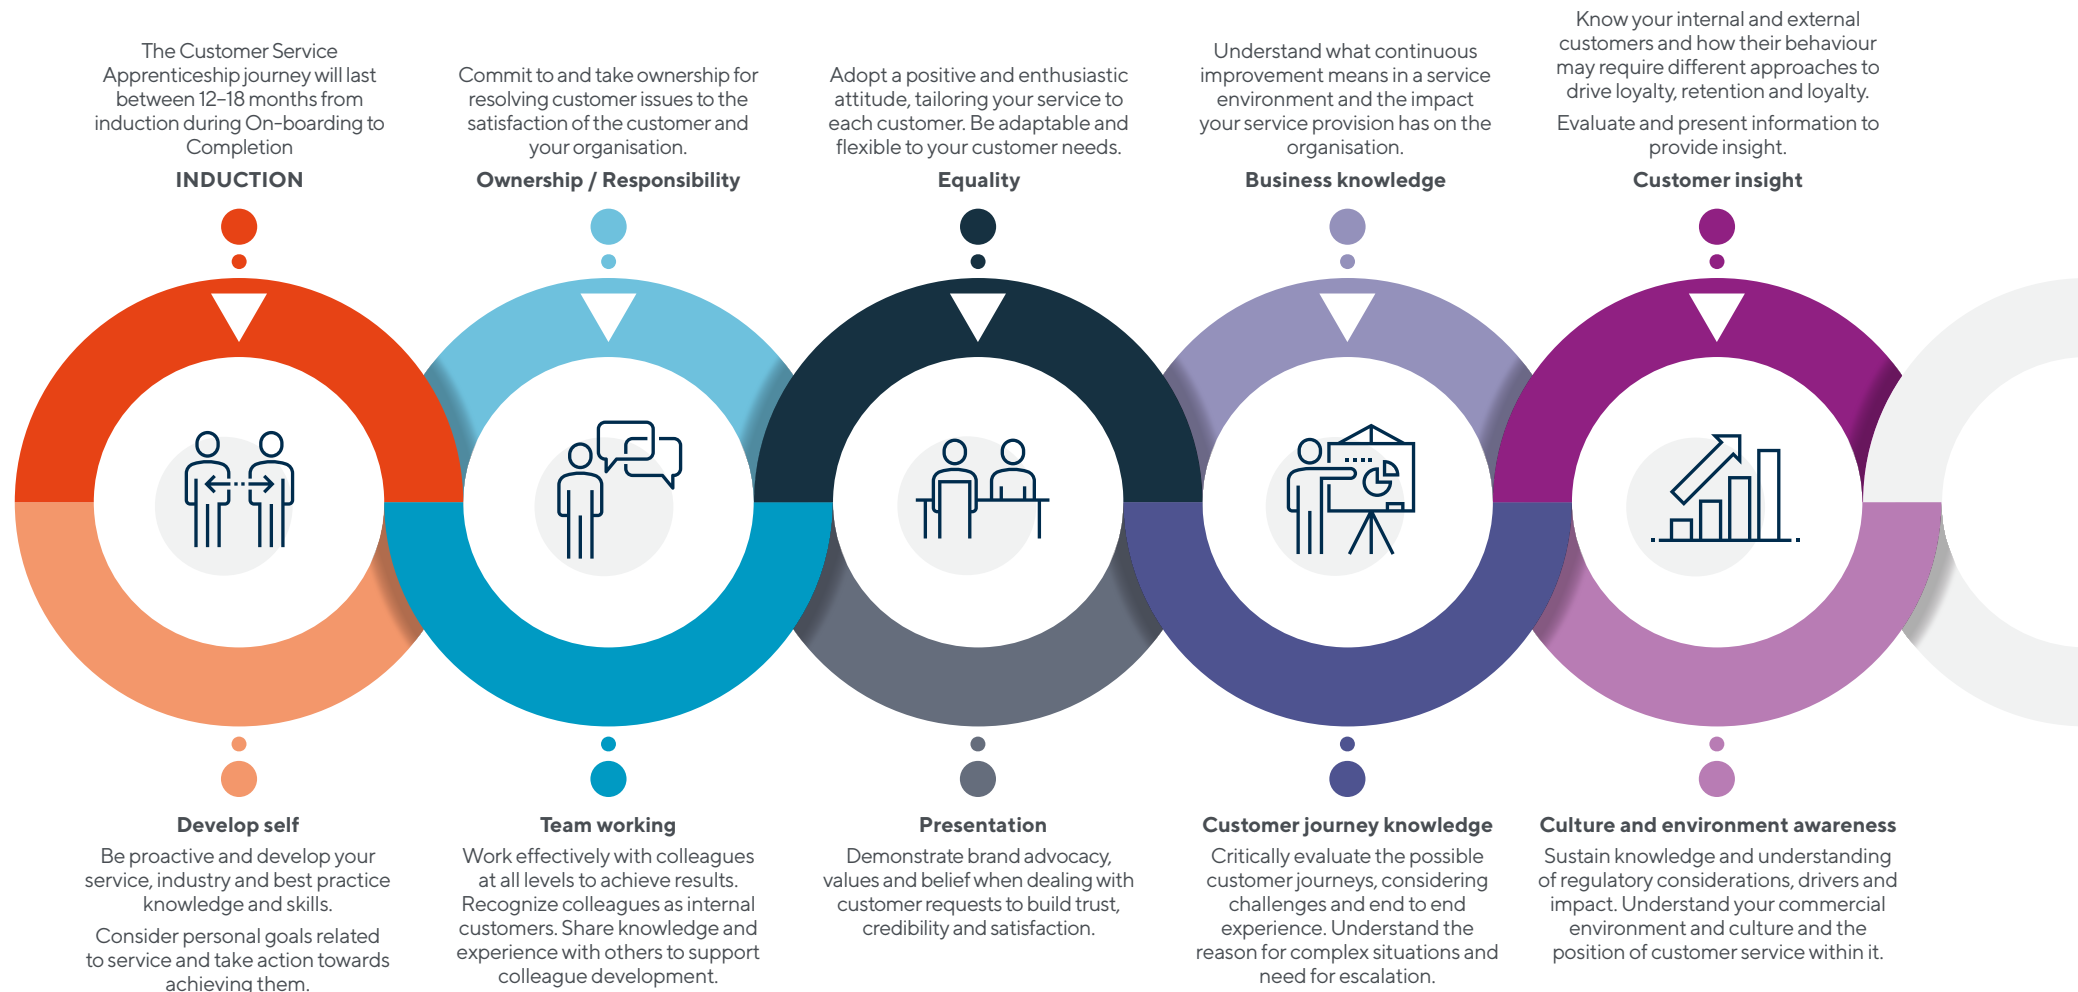 The Customer Service
Apprenticeship journey will last
between 12–18 months from
induction during On-boarding to
Completion
INDUCTION
Commit to and take ownership for
resolving customer issues to the
satisfaction of the customer and
your organisation.
Ownership / Responsibility
Adopt a positive and enthusiastic
attitude, tailoring your service to
each customer. Be adaptable and
flexible to your customer needs.
Equality
Understand what continuous
improvement means in a service
environment and the impact
your service provision has on the
organisation.
Business knowledge
Know your internal and external
customers and how their behaviour
may require different approaches to
drive loyalty, retention and loyalty.
Evaluate and present information to
provide insight.
Customer insight
Develop self
Be proactive and develop your
service, industry and best practice
knowledge and skills.
Consider personal goals related
to service and take action towards
achieving them.
Team working
Work effectively with colleagues
at all levels to achieve results.
Recognize colleagues as internal
customers. Share knowledge and
experience with others to support
colleague development.
Presentation
Demonstrate brand advocacy,
values and belief when dealing with
customer requests to build trust,
credibility and satisfaction.
Customer journey knowledge
Critically evaluate the possible
customer journeys, considering
challenges and end to end
experience. Understand the
reason for complex situations and
need for escalation.
Culture and environment awareness
Sustain knowledge and understanding
of regulatory considerations, drivers and
impact. Understand your commercial
environment and culture and the
position of customer service within it.